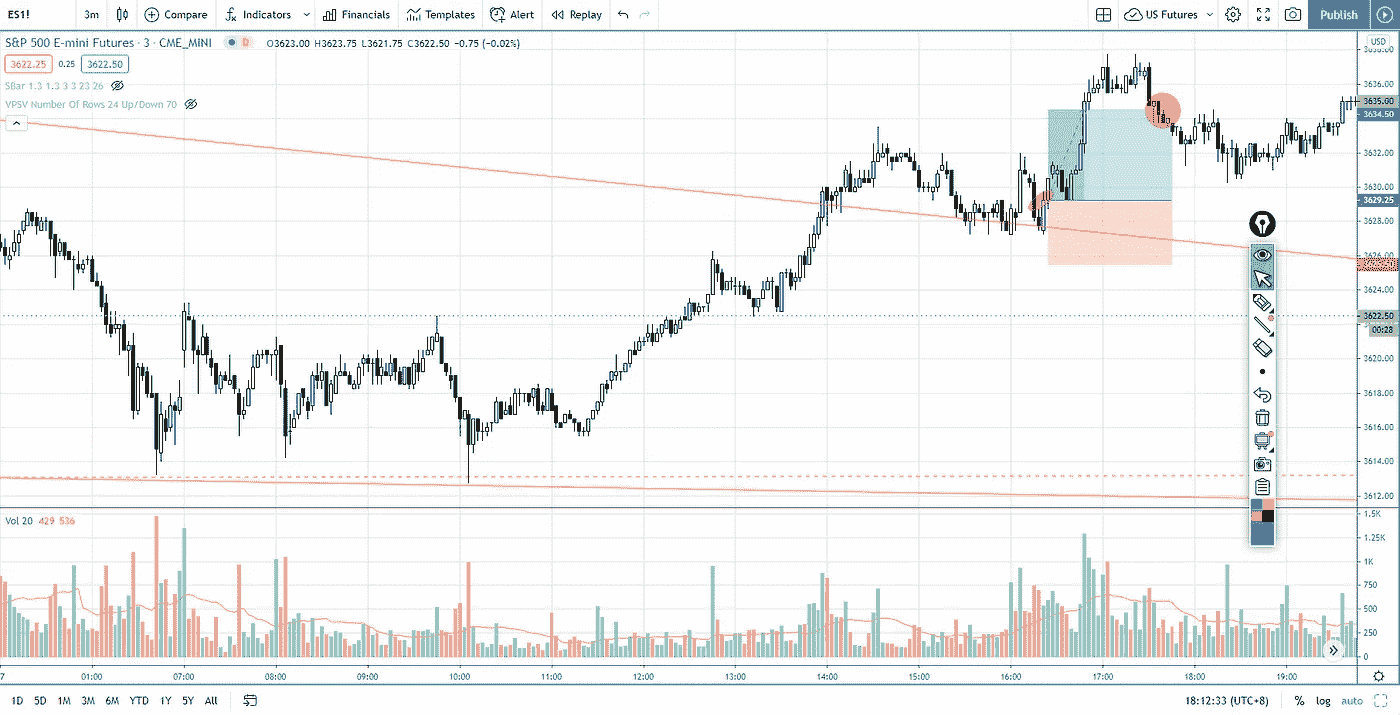 ES1! 3m Compare Indicators Financials Templates Alert Replay US Futures Publish
S&P 500 E-mini Futures · 3 · CME_MINI D O3623.00 H3623.75 L3621.75 C3622.50 -0.75 (-0.02%)
USD
3622.25 0.25 3622.50
SBar 1.3 1.3 3 3 23 26
VPSV Number Of Rows 24 Up/Down 70
3636.00
3635.00
3634.50
3632.00
3630.00
3629.25
3628.00
3624.00
3622.50
00:28
3620.00
3618.00
3616.00
3614.00
3612.00
Vol 20 429 536
1.5K
1.25K
1K
750
500
250
0
7 01:00 07:00 08:00 09:00 10:00 11:00 12:00 13:00 14:00 15:00 16:00 17:00 18:00 19:00
1D 5D 1M 3M 6M YTD 1Y 5Y All 18:12:33 (UTC+8) % log auto